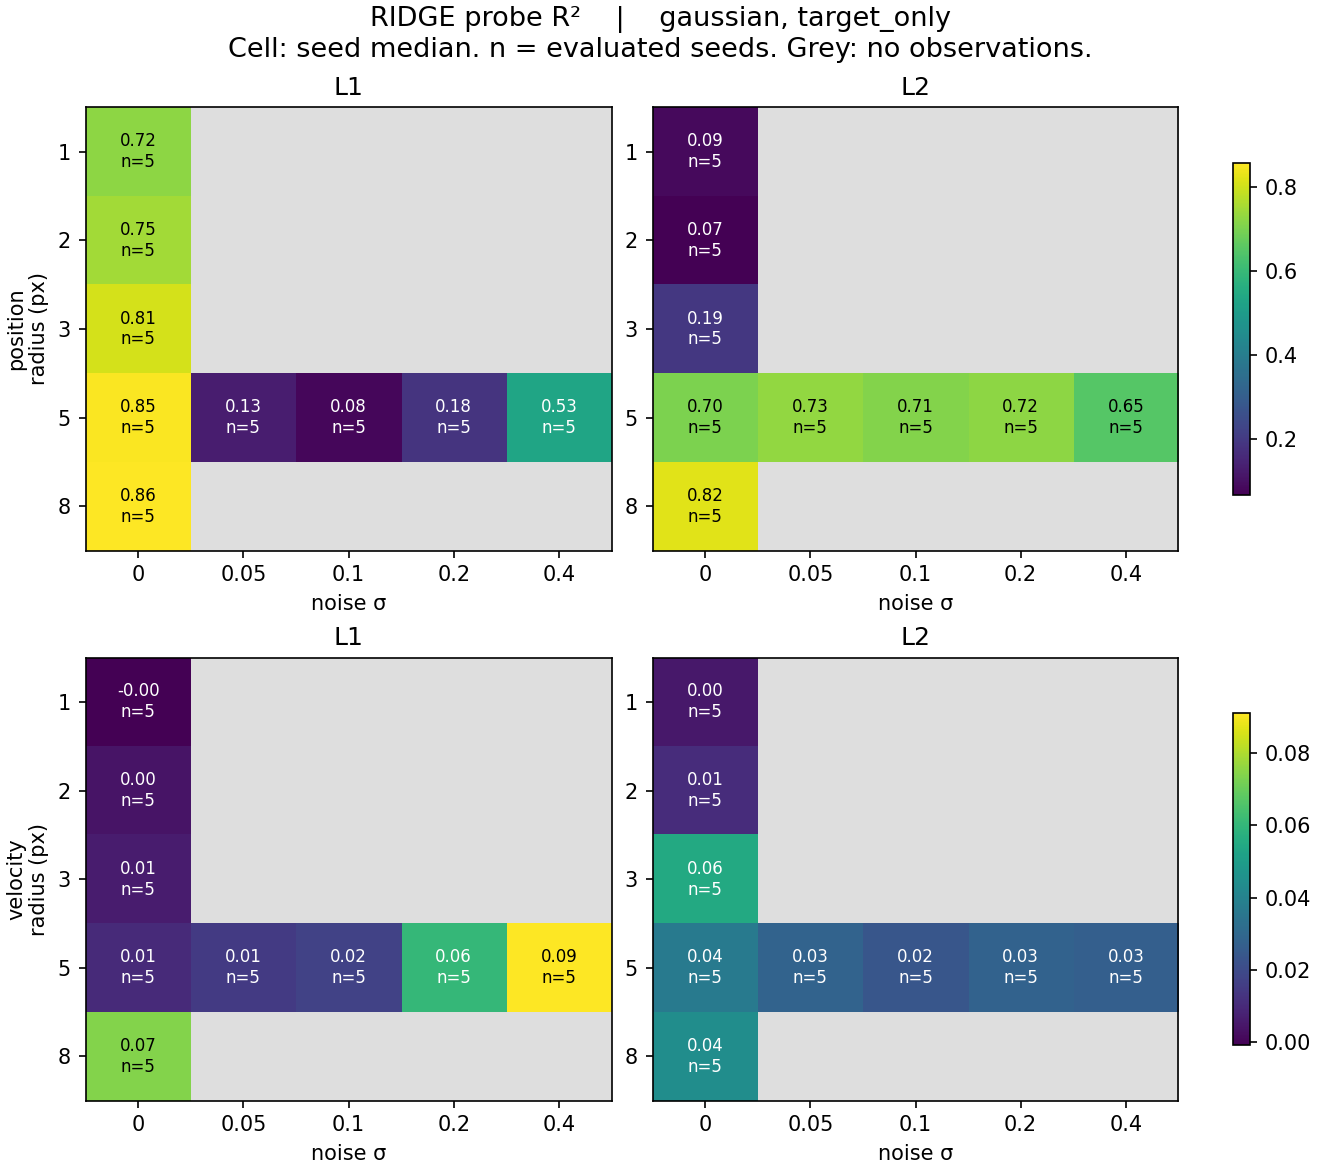 RIDGE probe R² | gaussian, target_only
Cell: seed median. n = evaluated seeds. Grey: no observations.
L1
position
radius (px)
1
2
3
5
8
0.72
n=5
0.75
n=5
0.81
n=5
0.85
n=5
0.13
n=5
0.08
n=5
0.18
n=5
0.53
n=5
0.86
n=5
0 0.05 0.1 0.2 0.4
noise σ
L2
1
2
3
5
8
0.09
n=5
0.07
n=5
0.19
n=5
0.70
n=5
0.73
n=5
0.71
n=5
0.72
n=5
0.65
n=5
0.82
n=5
0 0.05 0.1 0.2 0.4
noise σ
0.8
0.6
0.4
0.2
L1
velocity
radius (px)
1
2
3
5
8
-0.00
n=5
0.00
n=5
0.01
n=5
0.01
n=5
0.01
n=5
0.02
n=5
0.06
n=5
0.09
n=5
0.07
n=5
0 0.05 0.1 0.2 0.4
noise σ
L2
1
2
3
5
8
0.00
n=5
0.01
n=5
0.06
n=5
0.04
n=5
0.03
n=5
0.02
n=5
0.03
n=5
0.03
n=5
0.04
n=5
0 0.05 0.1 0.2 0.4
noise σ
0.08
0.06
0.04
0.02
0.00